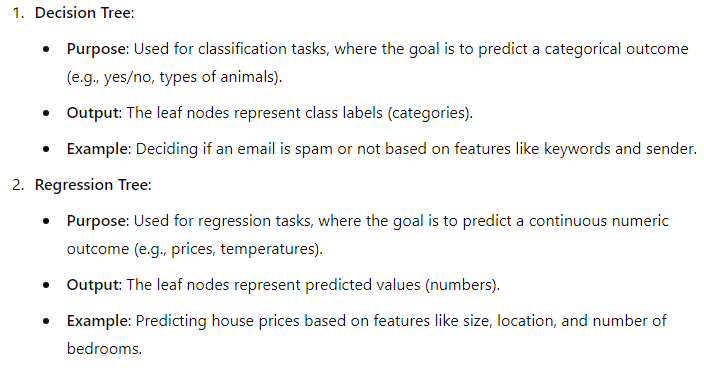 1. Decision Tree:
• Purpose: Used for classification tasks, where the goal is to predict a categorical outcome
(e.g., yes/no, types of animals).
• Output: The leaf nodes represent class labels (categories).
• Example: Deciding if an email is spam or not based on features like keywords and sender.
2. Regression Tree:
• Purpose: Used for regression tasks, where the goal is to predict a continuous numeric
outcome (e.g., prices, temperatures).
• Output: The leaf nodes represent predicted values (numbers).
• Example: Predicting house prices based on features like size, location, and number of
bedrooms.